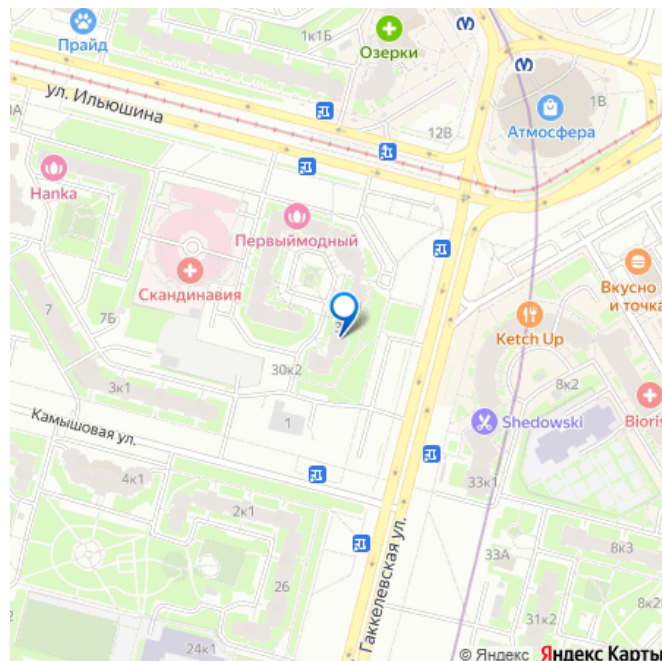 Прайд
1к1Б
Озерки
ул. Ильюшина
12В
1В
Атмосфера
Hanka
Первыймодный
Скандинавия
Вкусно
и точка
Ketch Up
7
7Б
30к2
3к1
8к2
Shedowski
Bioris
1
Камышовая ул.
33к1
4к1
2к1
33А
8к3
Гаккелевская ул.
26
8к2
31к2
24к1
© Яндекс Яндекс Карты